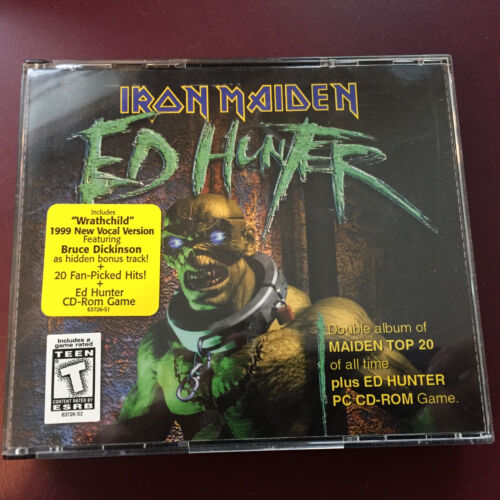 IRON MAIDEN
ED HUNTER
Includes
"Wrathchild"
1999 New Vocal Version
Featuring
Bruce Dickinson
as hidden bonus track!
+
20 Fan-Picked Hits!
+
Ed Hunter
CD-Rom Game
63726-S1
Includes a
game rated
TEEN
T
CONTENT RATED BY
ESRB
63726-S2
Double album of
MAIDEN TOP 20
of all time
plus ED HUNTER
PC CD-ROM Game.